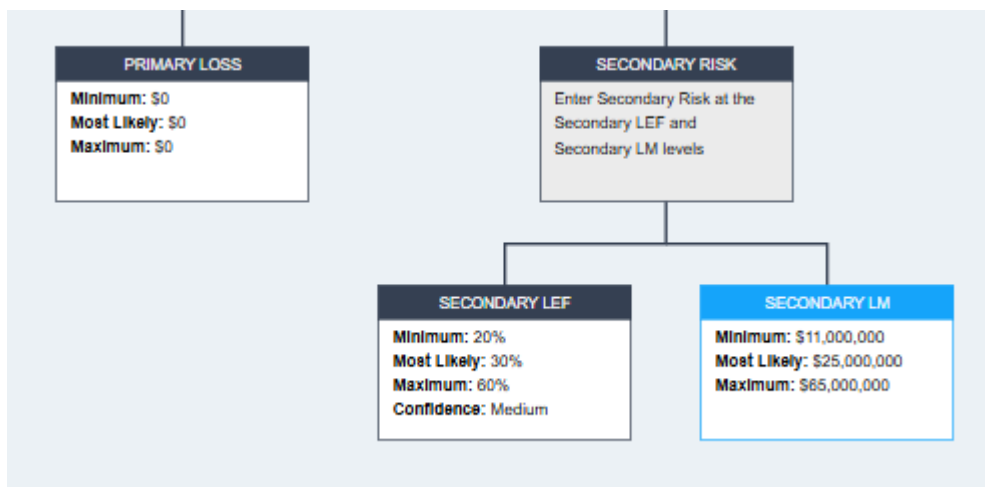 PRIMARY LOSS
Minimum: $0
Most Likely: $0
Maximum: $0
SECONDARY RISK
Enter Secondary Risk at the
Secondary LEF and
Secondary LM levels
SECONDARY LEF
Minimum: 20%
Most Likely: 30%
Maximum: 60%
Confidence: Medium
SECONDARY LM
Minimum: $11,000,000
Most Likely: $25,000,000
Maximum: $65,000,000